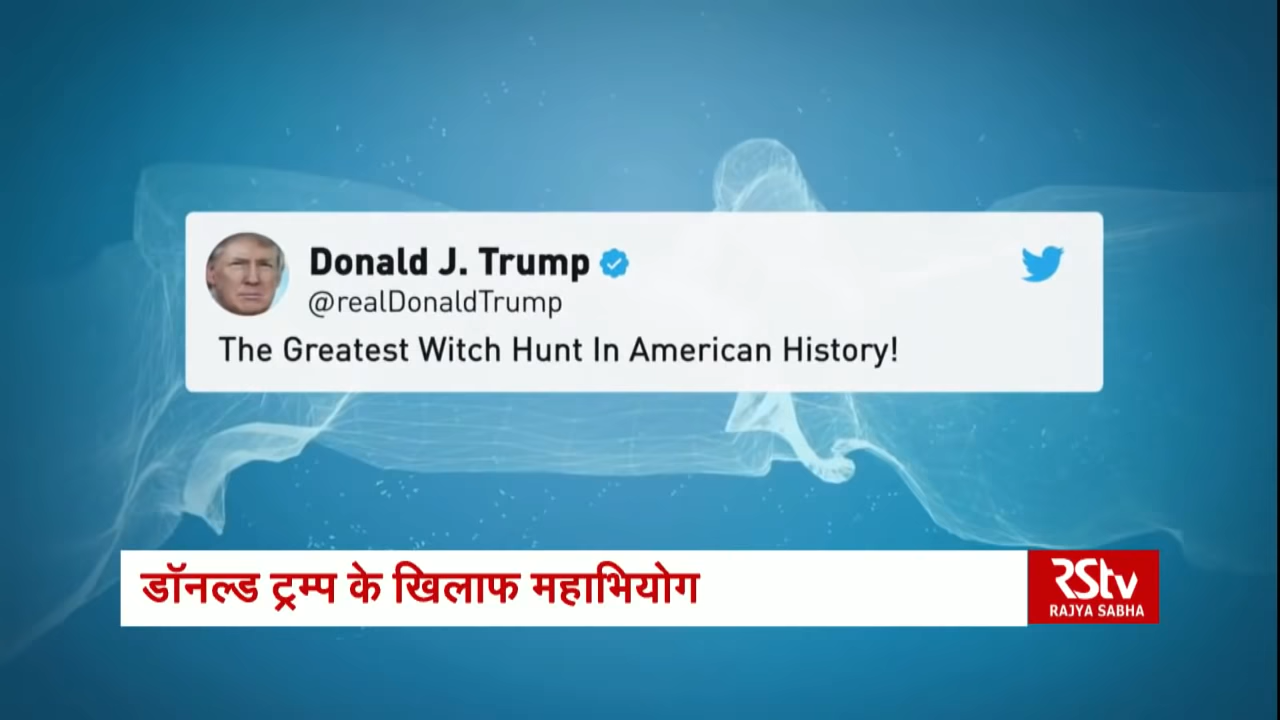 Donald J. Trump
@realDonaldTrump
The Greatest Witch Hunt In American History!
डॉनल्ड ट्रम्प के खिलाफ महाभियोग
RStv
RAJYA SABHA